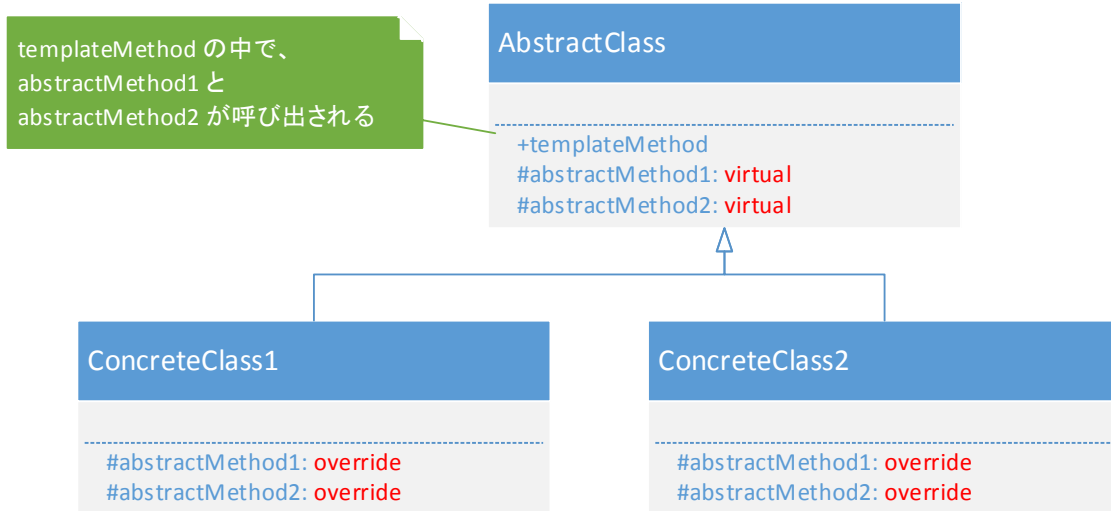 templateMethod の中で、
abstractMethod1 と
abstractMethod2 が呼び出される
AbstractClass
+templateMethod
#abstractMethod1: virtual
#abstractMethod2: virtual
ConcreteClass1
#abstractMethod1: override
#abstractMethod2: override
ConcreteClass2
#abstractMethod1: override
#abstractMethod2: override